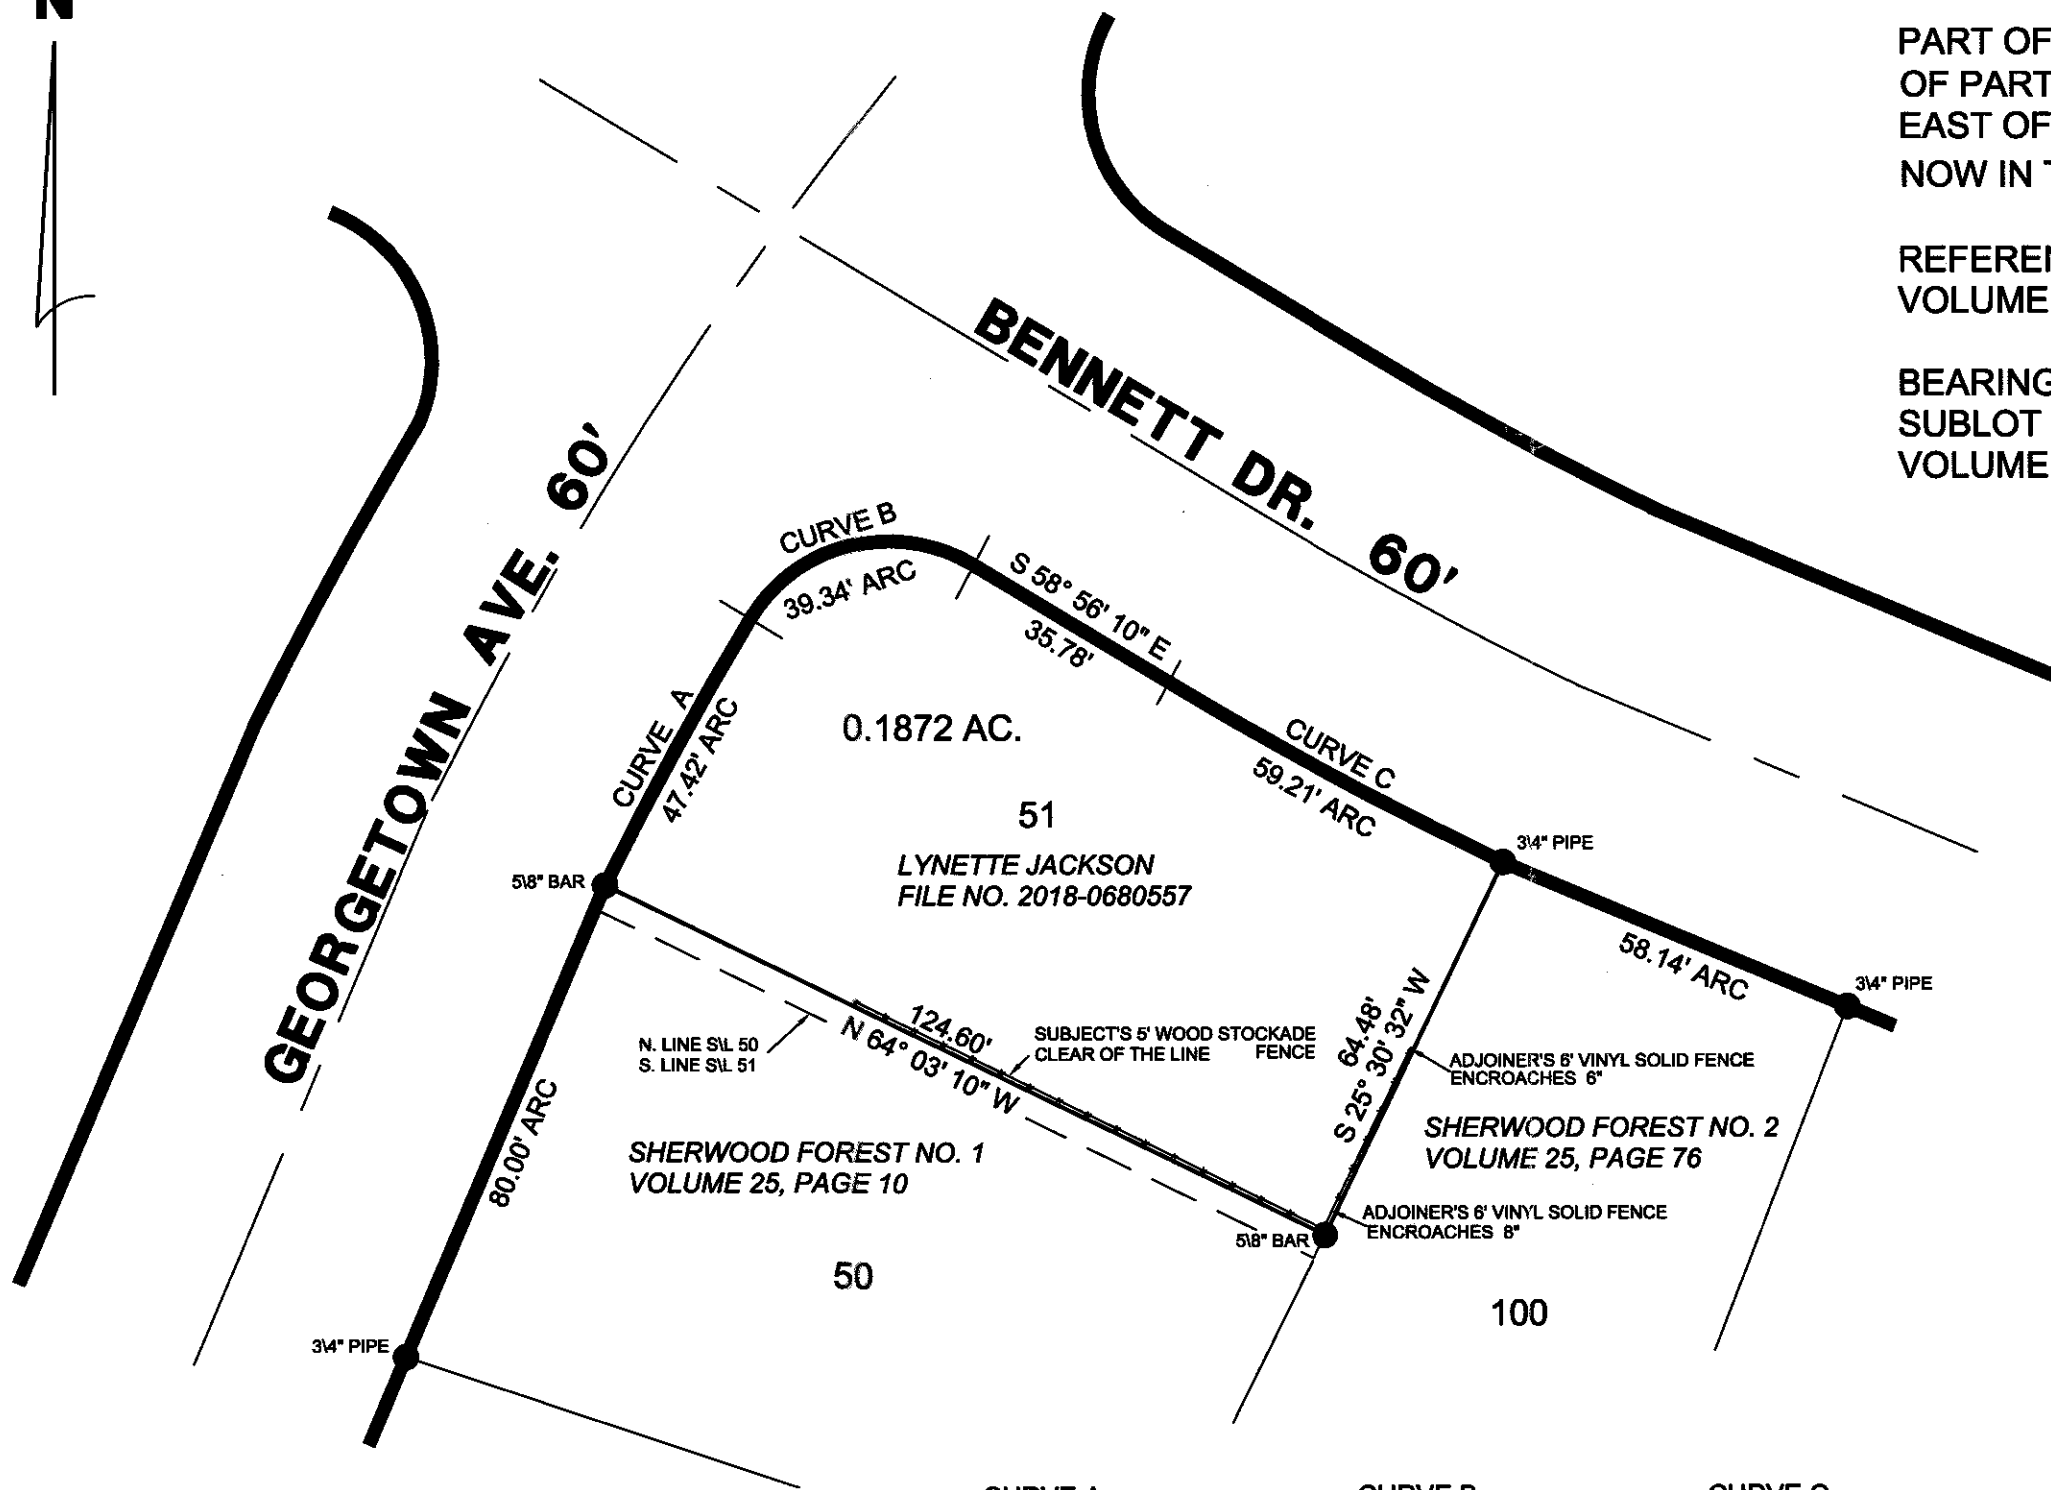 N
PART OF
OF PART
EAST OF
NOW IN
REFEREN
VOLUME
BEARING
SUBLOT
VOLUME
BENNETT DR. 60'
GEORGETOWN AVE. 60'
CURVE B
39.34' ARC
S 58° 56' 10" E
35.78'
CURVE A
47.42' ARC
CURVE C
59.21' ARC
0.1872 AC.
51
LYNETTE JACKSON
FILE NO. 2018-0680557
3\4" PIPE
5\8" BAR
58.14' ARC
3\4" PIPE
124.60'
N 64° 03' 10" W
N. LINE S\L 50
S. LINE S\L 51
SUBJECT'S 5' WOOD STOCKADE
CLEAR OF THE LINE FENCE
64.48'
S 25° 30' 32" W
ADJOINER'S 6' VINYL SOLID FENCE
ENCROACHES 6"
SHERWOOD FOREST NO. 2
VOLUME 25, PAGE 76
80.00' ARC
SHERWOOD FOREST NO. 1
VOLUME 25, PAGE 10
ADJOINER'S 6' VINYL SOLID FENCE
ENCROACHES 8"
5\8" BAR
50
100
3\4" PIPE
CURVE A
CURVE B
CURVE C